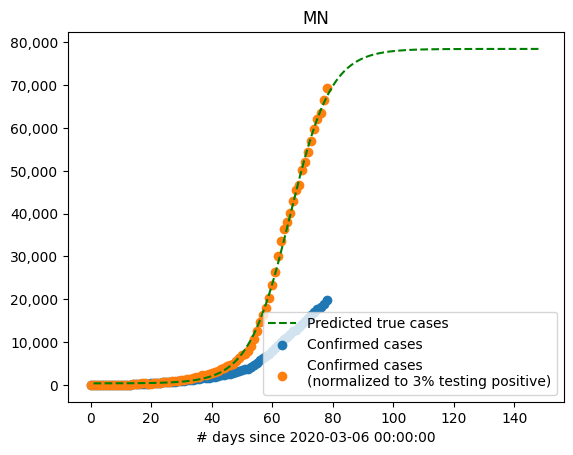 MN
80,000
70,000
60,000
50,000
40,000
30,000
20,000
10,000
0
Predicted true cases
Confirmed cases
Confirmed cases
(normalized to 3% testing positive)
0 20 40 60 80 100 120 140
# days since 2020-03-06 00:00:00